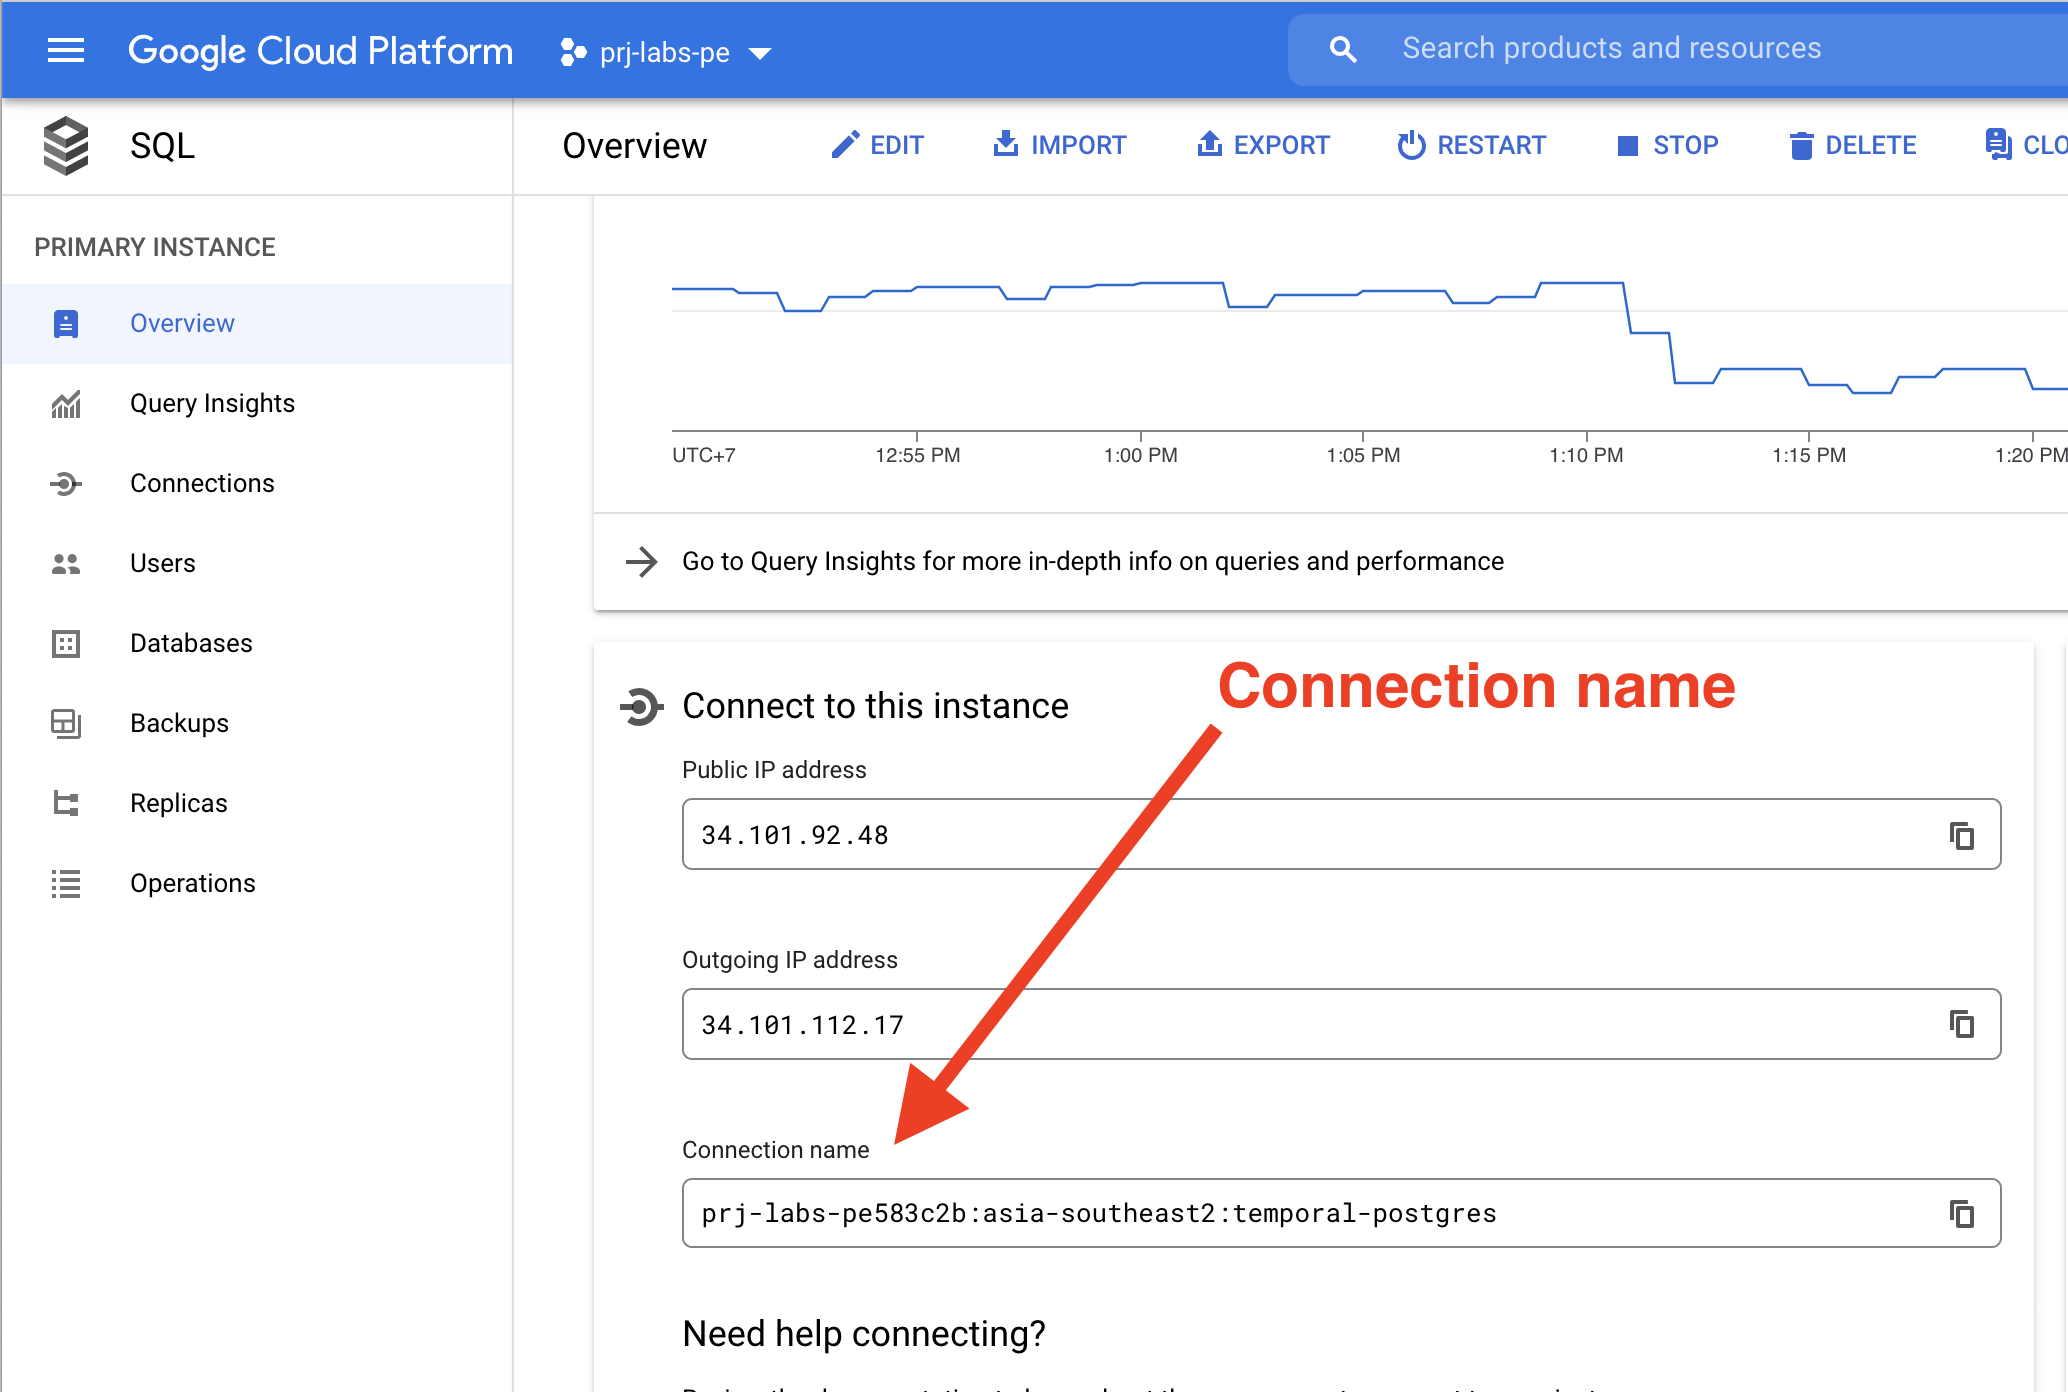 Google Cloud Platform prj-labs-pe Search products and resources
SQL
Overview EDIT IMPORT EXPORT RESTART STOP DELETE CLO
PRIMARY INSTANCE
Overview
Query Insights
Connections
Users
Databases
Backups
Replicas
Operations
UTC+7 12:55 PM 1:00 PM 1:05 PM 1:10 PM 1:15 PM 1:20 PM
Go to Query Insights for more in-depth info on queries and performance
Connection name
Connect to this instance
Public IP address
34.101.92.48
Outgoing IP address
34.101.112.17
Connection name
prj-labs-pe583c2b:asia-southeast2:temporal-postgres
Need help connecting?